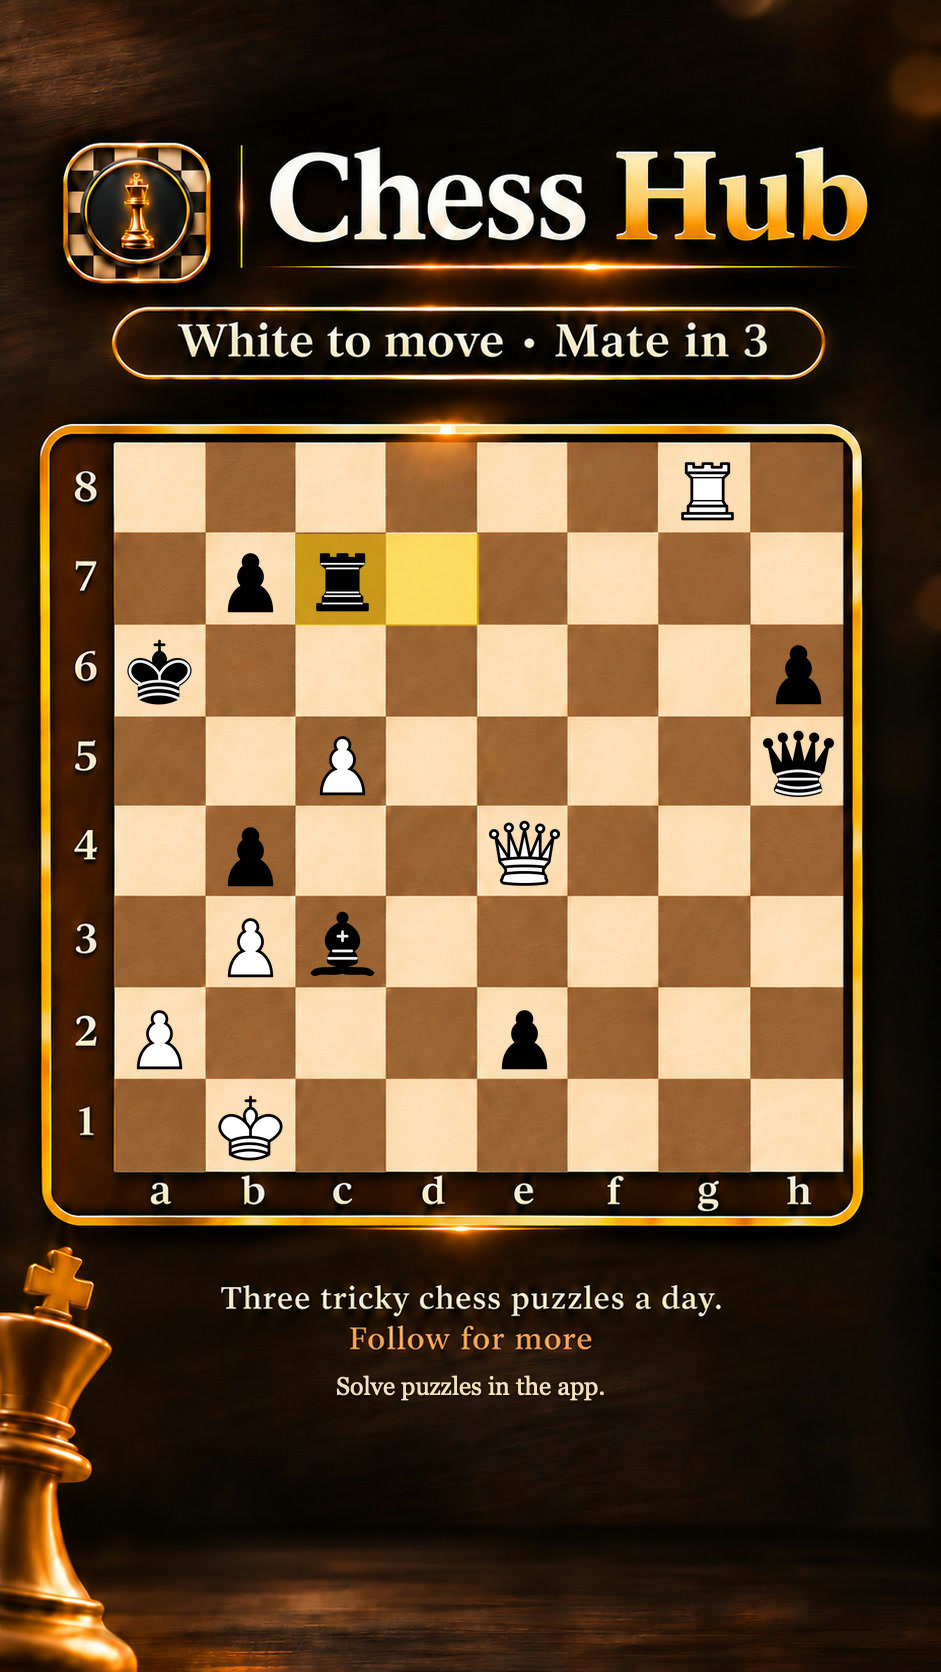 Chess Hub
White to move • Mate in 3
8
7
6
5
4
3
2
1
a b c d e f g h
Three tricky chess puzzles a day.
Follow for more
Solve puzzles in the app.